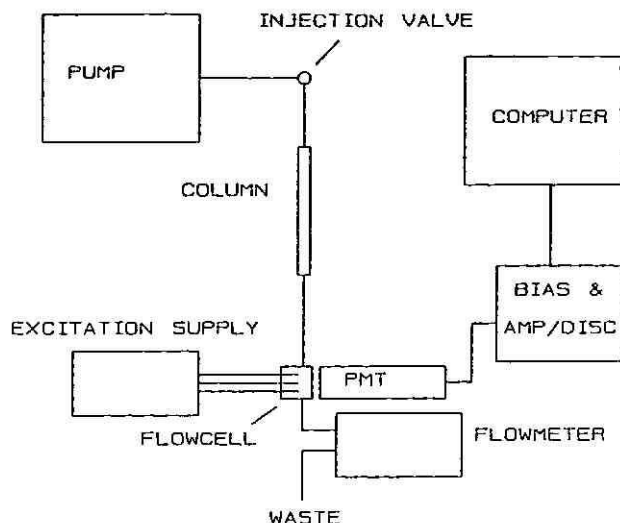 INJECTION VALVE
PUMP
COMPUTER
COLUMN
BIAS &
AMP/DISC
EXCITATION SUPPLY
PMT
FLOWCELL
FLOWMETER
WASTE